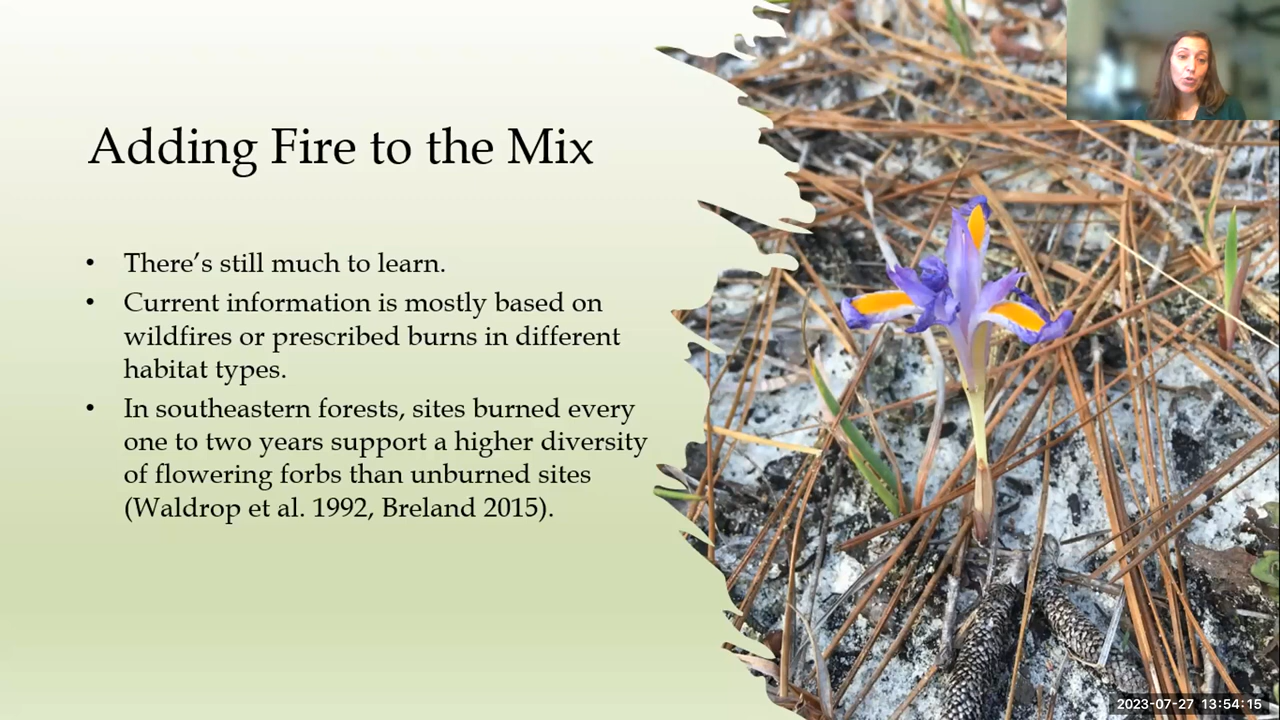 Adding Fire to the Mix
• There’s still much to learn.
• Current information is mostly based on
wildfires or prescribed burns in different
habitat types.
• In southeastern forests, sites burned every
one to two years support a higher diversity
of flowering forbs than unburned sites
(Waldrop et al. 1992, Breland 2015).
2023-07-27 13:54:15